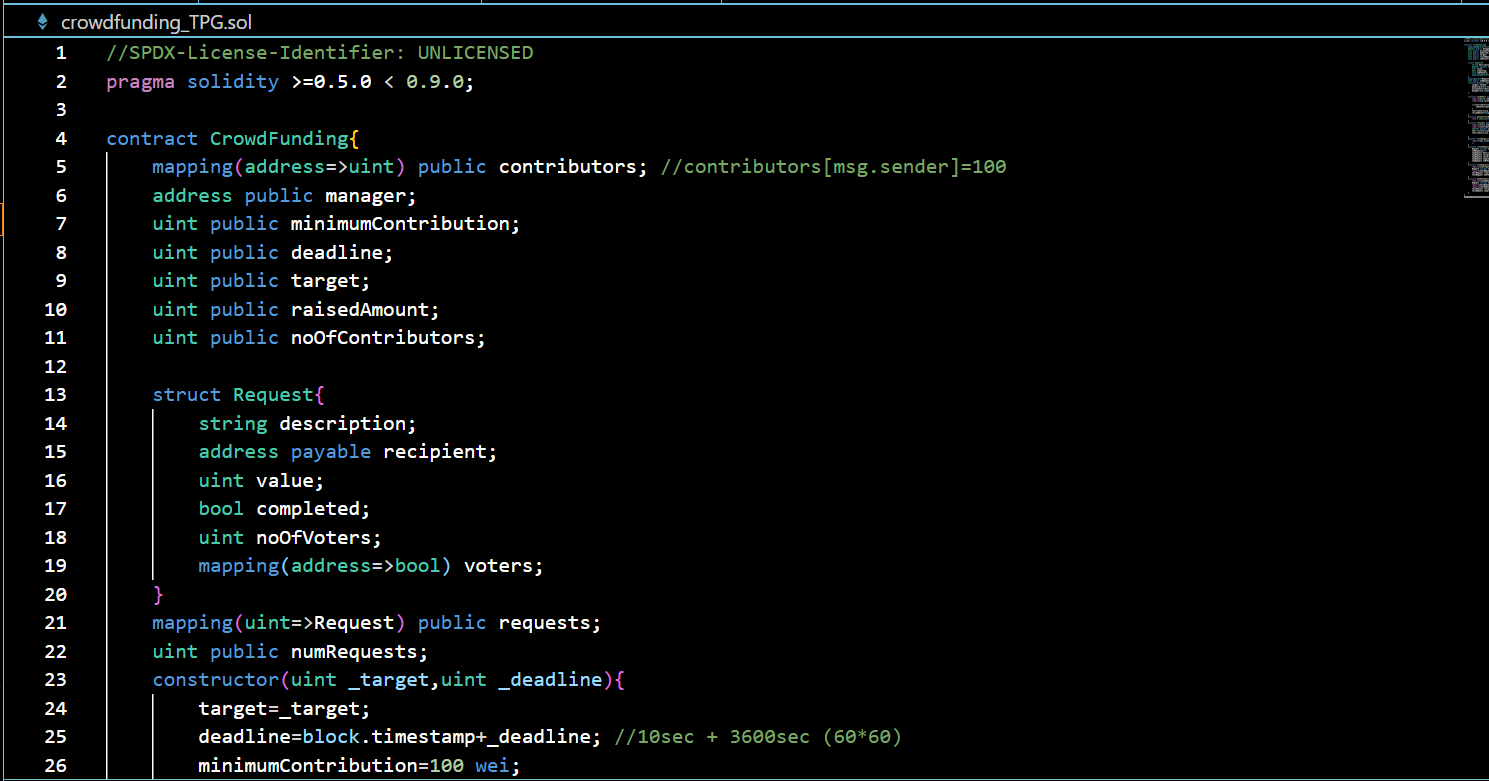 crowdfunding_TPG.sol
1 //SPDX-License-Identifier: UNLICENSED
2 pragma solidity >=0.5.0 < 0.9.0;
3
4 contract CrowdFunding{
5 mapping(address=>uint) public contributors; //contributors[msg.sender]=100
6 address public manager;
7 uint public minimumContribution;
8 uint public deadline;
9 uint public target;
10 uint public raisedAmount;
11 uint public noOfContributors;
12
13 struct Request{
14 string description;
15 address payable recipient;
16 uint value;
17 bool completed;
18 uint noOfVoters;
19 mapping(address=>bool) voters;
20 }
21 mapping(uint=>Request) public requests;
22 uint public numRequests;
23 constructor(uint _target,uint _deadline){
24 target=_target;
25 deadline=block.timestamp+_deadline; //10sec + 3600sec (60*60)
26 minimumContribution=100 wei;